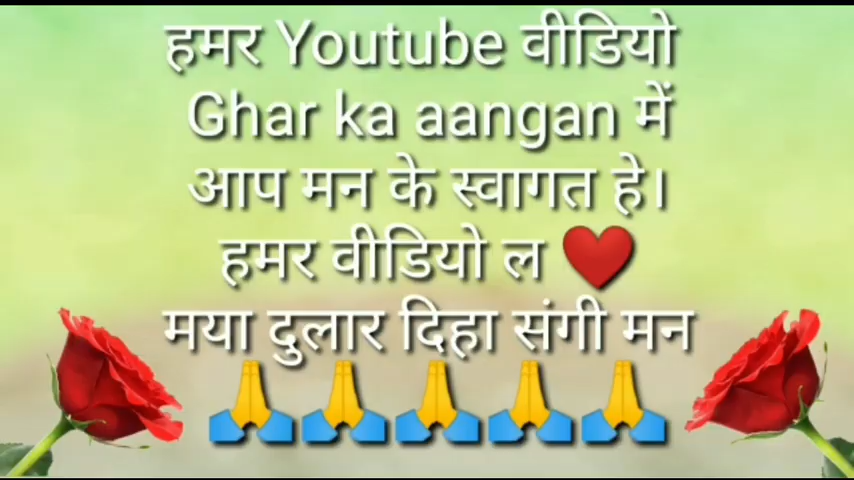 हमर Youtube वीडियो
Ghar ka aangan में
आप मन के स्वागत हे।
हमर वीडियो ल ❤️
मया दुलार दिहा संगी मन
🙏🙏🙏🙏🙏